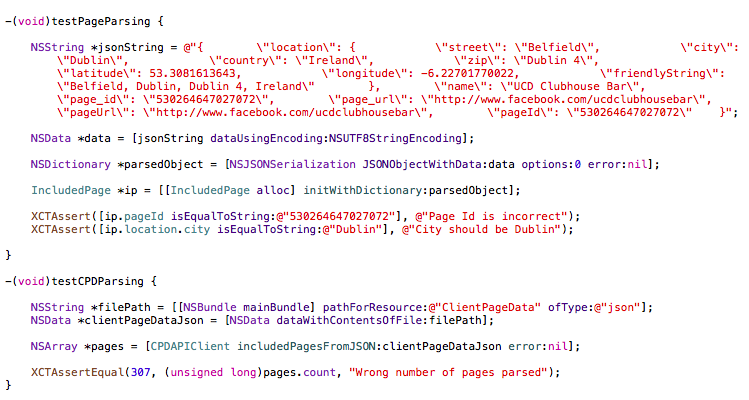 -(void)testPageParsing {
NSString *jsonString = @"{ \"location\": { \"street\": \"Belfield\", \"city\":
\"Dublin\", \"country\": \"Ireland\", \"zip\": \"Dublin 4\",
\"latitude\": 53.3081613643, \"longitude\": -6.22701770022, \"friendlyString\":
\"Belfield, Dublin, Dublin 4, Ireland\" }, \"name\": \"UCD Clubhouse Bar\",
\"page_id\": \"530264647027072\", \"page_url\": \"http://www.facebook.com/ucdclubhousebar\",
\"pageUrl\": \"http://www.facebook.com/ucdclubhousebar\", \"pageId\": \"530264647027072\" }";
NSData *data = [jsonString dataUsingEncoding:NSUTF8StringEncoding];
NSDictionary *parsedObject = [NSJSONSerialization JSONObjectWithData:data options:0 error:nil];
IncludedPage *ip = [[IncludedPage alloc] initWithDictionary:parsedObject];
XCTAssert([ip.pageId isEqualToString:@"530264647027072"], @"Page Id is incorrect");
XCTAssert([ip.location.city isEqualToString:@"Dublin"], @"City should be Dublin");
}
-(void)testCPDParsing {
NSString *filePath = [[NSBundle mainBundle] pathForResource:@"ClientPageData" ofType:@"json"];
NSData *clientPageDataJson = [NSData dataWithContentsOfFile:filePath];
NSArray *pages = [CPDAPIClient includedPagesFromJSON:clientPageDataJson error:nil];
XCTAssertEqual(307, (unsigned long)pages.count, "Wrong number of pages parsed");
}